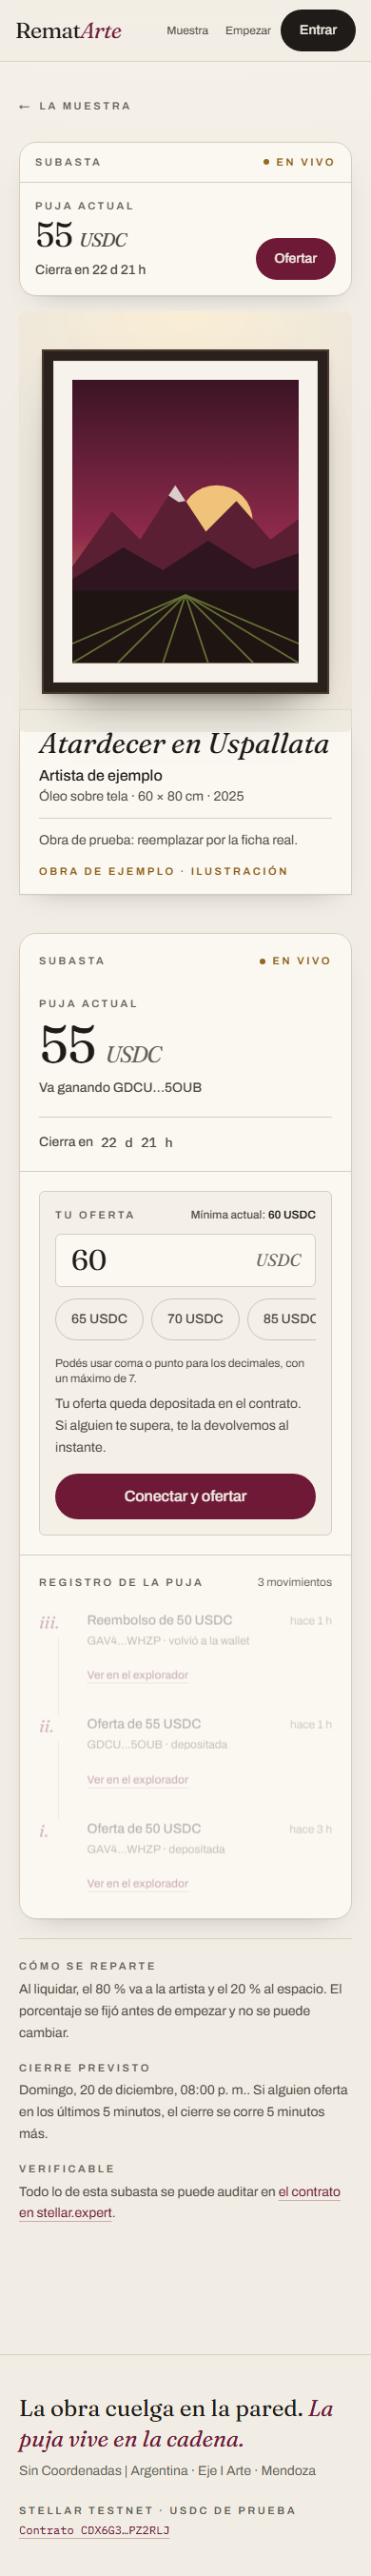 RematArte
Muestra
Empezar
Entrar
← LA MUESTRA
SUBASTA
EN VIVO
PUJA ACTUAL
55 USDC
Cierra en 22 d 21 h
Ofertar
Atardecer en Uspallata
Artista de ejemplo
Óleo sobre tela · 60 × 80 cm · 2025
Obra de prueba: reemplazar por la ficha real.
OBRA DE EJEMPLO · ILUSTRACIÓN
SUBASTA
EN VIVO
PUJA ACTUAL
55 USDC
Va ganando GDCU…5OUB
Cierra en 22 d 21 h
TU OFERTA
Mínima actual: 60 USDC
60 USDC
65 USDC
70 USDC
85 USDC
Podés usar coma o punto para los decimales, con
un máximo de 7.
Tu oferta queda depositada en el contrato.
Si alguien te supera, te la devolvemos al
instante.
Conectar y ofertar
REGISTRO DE LA PUJA
3 movimientos
iii.
Reembolso de 50 USDC
hace 1 h
GAV4…WHZP · volvió a la wallet
Ver en el explorador
ii.
Oferta de 55 USDC
hace 1 h
GDCU…5OUB · depositada
Ver en el explorador
i.
Oferta de 50 USDC
hace 3 h
GAV4…WHZP · depositada
Ver en el explorador
CÓMO SE REPARTE
Al liquidar, el 80 % va a la artista y el 20 % al espacio. El
porcentaje se fijó antes de empezar y no se puede
cambiar.
CIERRE PREVISTO
Domingo, 20 de diciembre, 08:00 p. m.. Si alguien oferta
en los últimos 5 minutos, el cierre se corre 5 minutos
más.
VERIFICABLE
Todo lo de esta subasta se puede auditar en el contrato
en stellar.expert.
La obra cuelga en la pared. La
puja vive en la cadena.
Sin Coordenadas | Argentina · Eje I Arte · Mendoza
STELLAR TESTNET · USDC DE PRUEBA
Contrato CDX6G3…PZ2RLJ